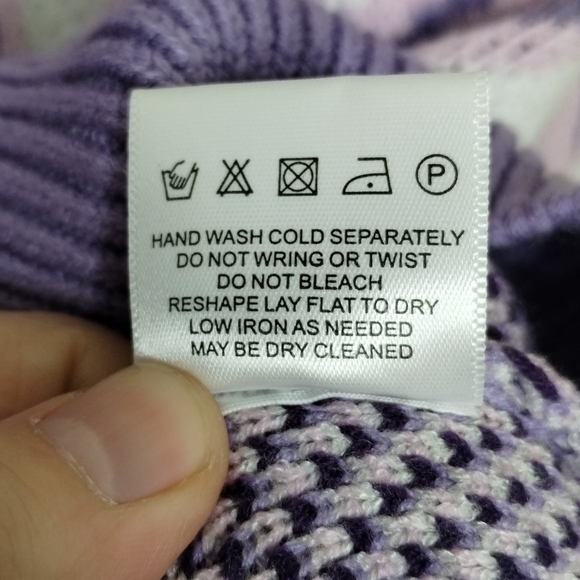 P
HAND WASH COLD SEPARATELY
DO NOT WRING OR TWIST
DO NOT BLEACH
RESHAPE LAY FLAT TO DRY
LOW IRON AS NEEDED
MAY BE DRY CLEANED